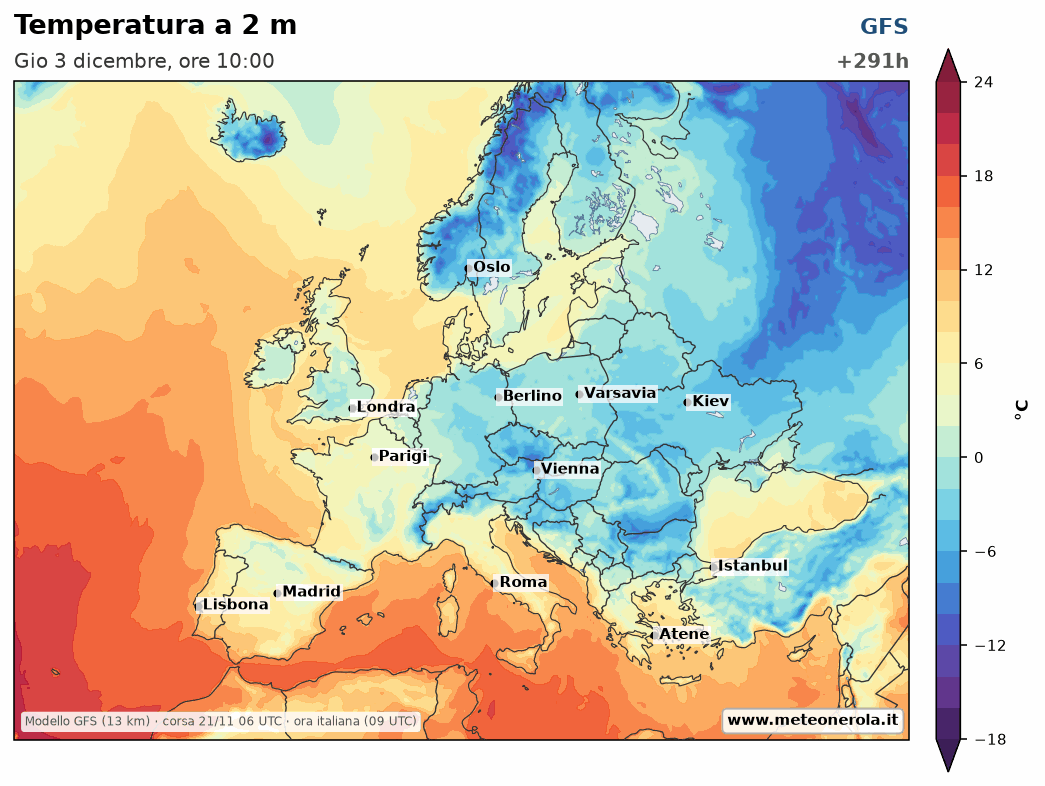 Temperatura a 2 m
GFS
Gio 3 dicembre, ore 10:00
+291h
24
18
12
6
0
−6
−12
−18
°C
Oslo
Berlino
Varsavia
Kiev
Londra
Parigi
Vienna
Istanbul
Roma
Madrid
Lisbona
Atene
Modello GFS (13 km) · corsa 21/11 06 UTC · ora italiana (09 UTC)
www.meteonerola.it